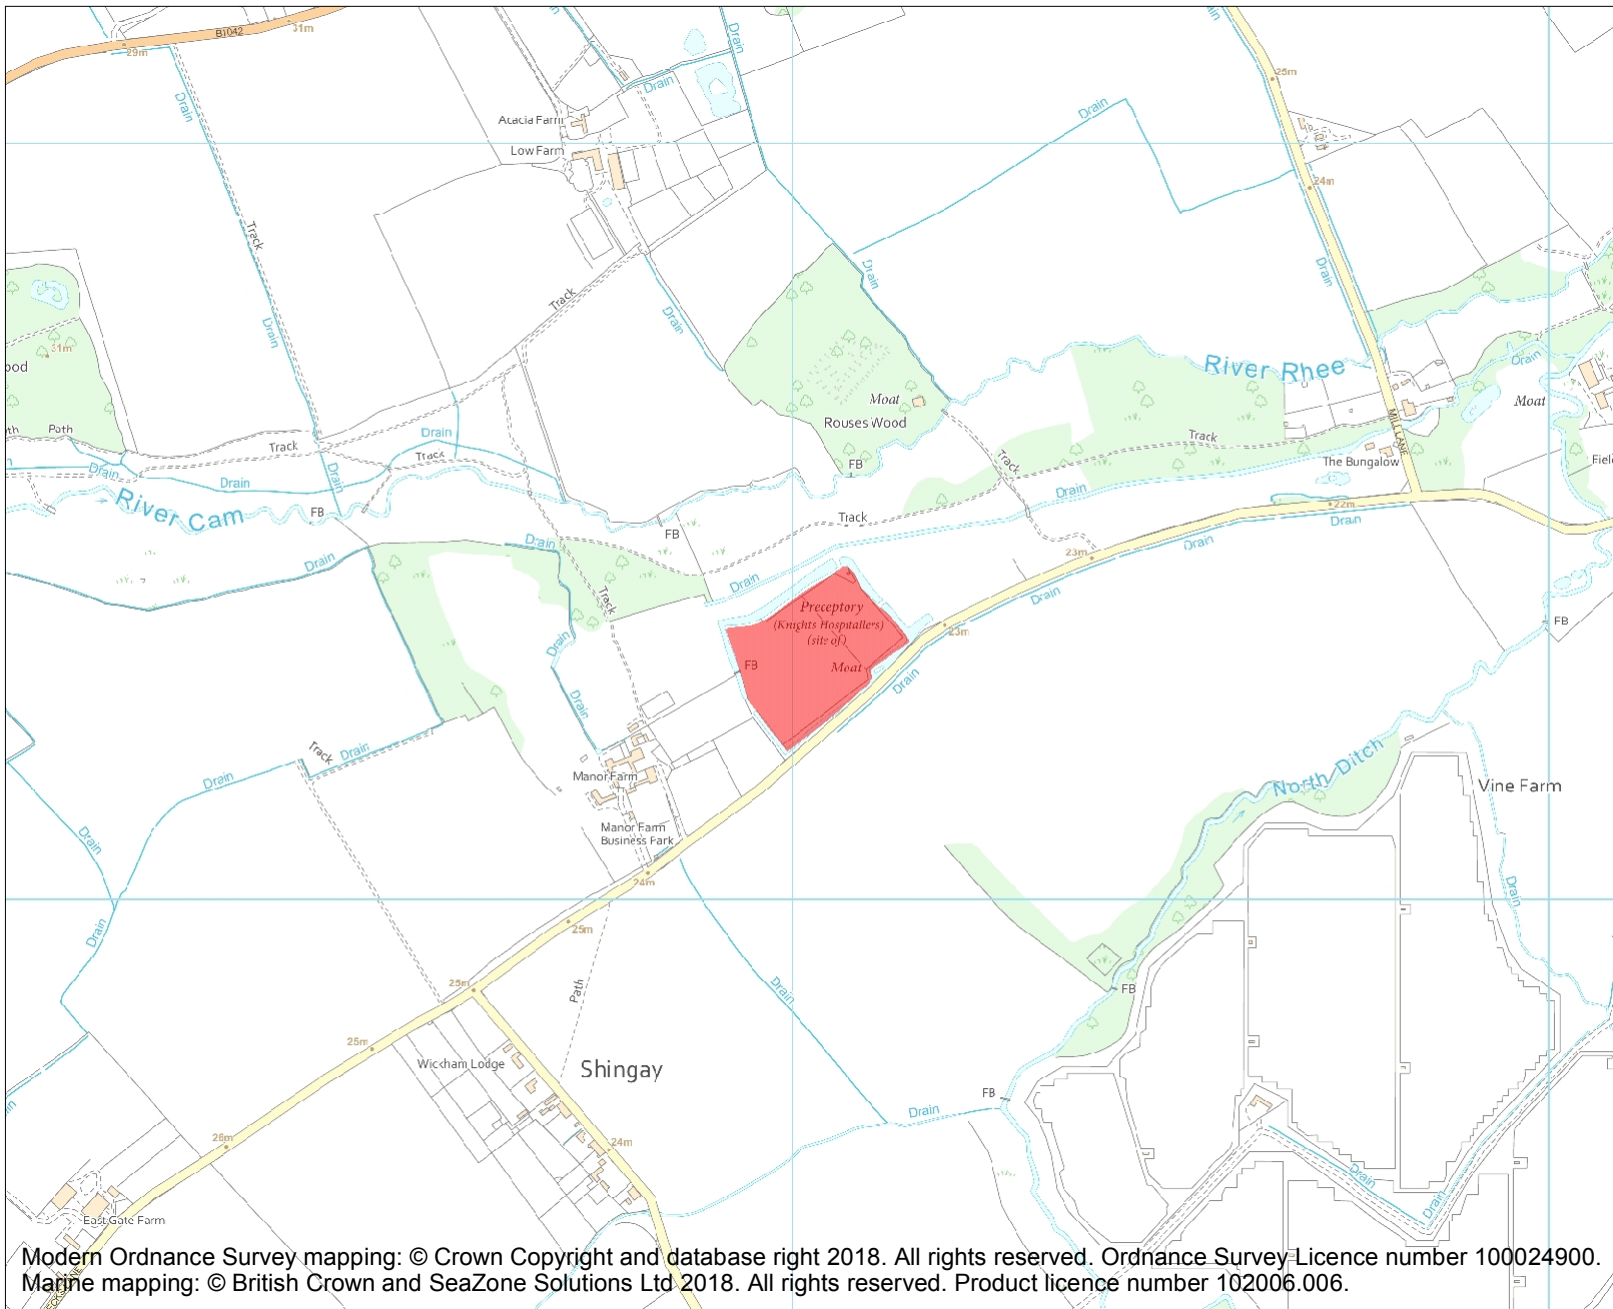 B1042
31m
29m
Drain
Drain
Drain
Drain
25m
Acacia Farm
Low Farm
Drain
Drain
24m
Track
Track
Drain
Drain
Drain
Drain
31m
River Rhee
Drain
Moat
Moat
Rouses Wood
MILL LANE
Path
Track
Drain
Track
Track
Track
FB
The Bungalow
Drain
Drain
Drain
Drain
River Cam
FB
FB
Track
22m
Drain
Drain
Drain
23m
Drain
Drain
Track
Drain
Preceptory
(Knights Hospitallers)
(site of)
FB
Moat
23m
FB
Drain
Drain
Drain
Track
Drain
Drain
North Ditch
Vine Farm
Manor Farm
Manor Farm
Business Park
Drain
24m
Drain
Drain
25m
25m
Path
Drain
FB
25m
Wickham Lodge
Shingay
FB
Drain
26m
24m
Drain
Drain
East Gate Farm
Modern Ordnance Survey mapping: © Crown Copyright and database right 2018. All rights reserved. Ordnance Survey Licence number 100024900.
Marine mapping: © British Crown and SeaZone Solutions Ltd 2018. All rights reserved. Product licence number 102006.006.